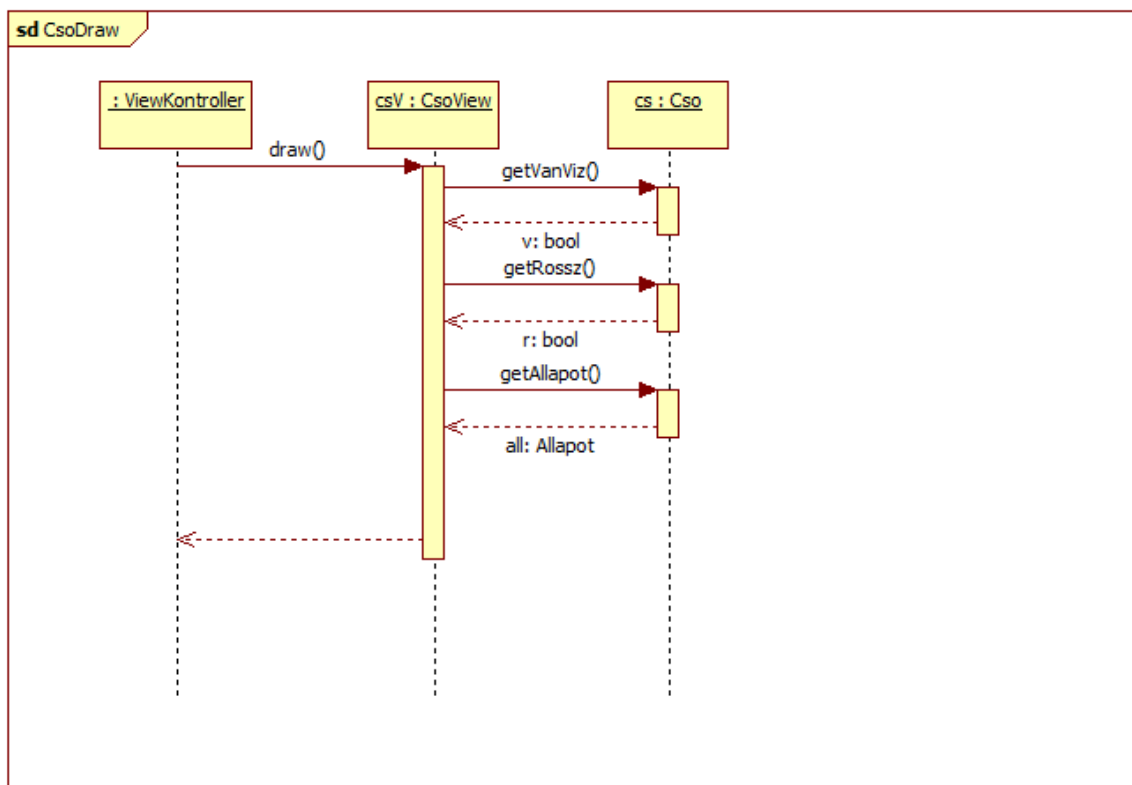 sd CsoDraw
: ViewKontroller
csV : CsoView
cs : Cso
draw()
getVanViz()
v: bool
getRossz()
r: bool
getAllapot()
all: Allapot